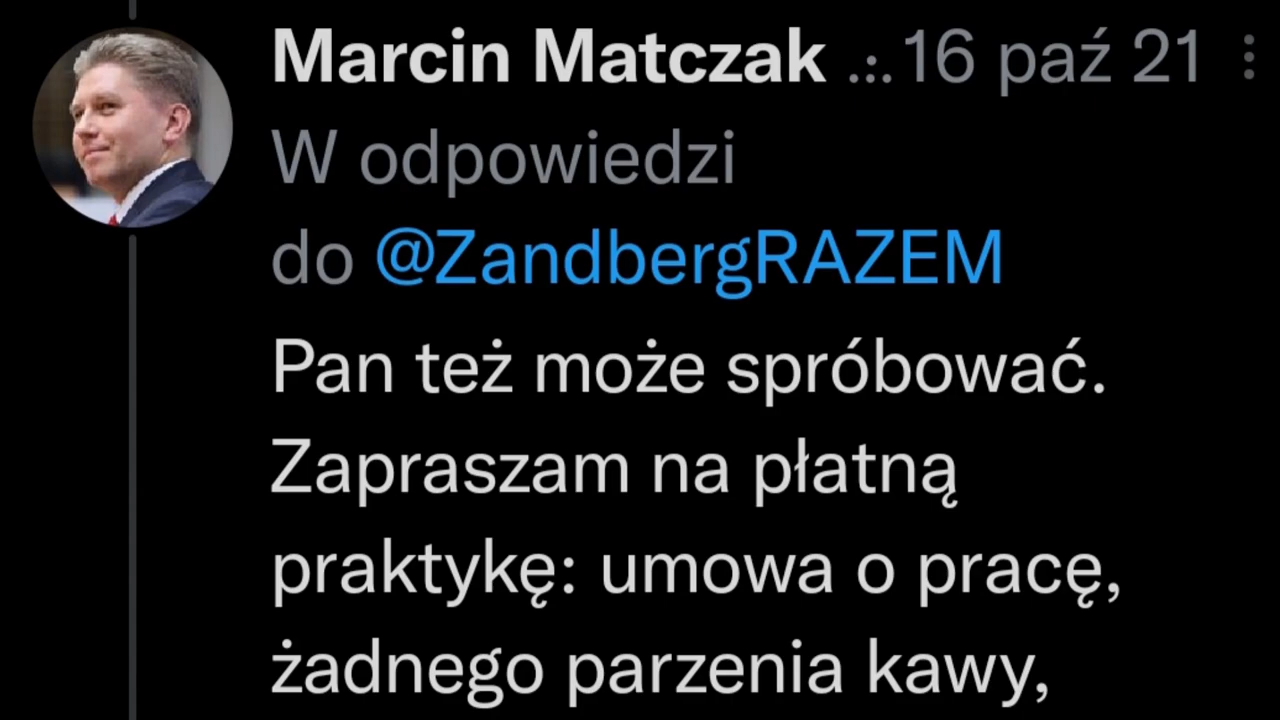 Marcin Matczak .:. 16 paź 21
W odpowiedzi
do @ZandbergRAZEM
Pan też może spróbować.
Zapraszam na płatną
praktykę: umowa o pracę,
żadnego parzenia kawy,